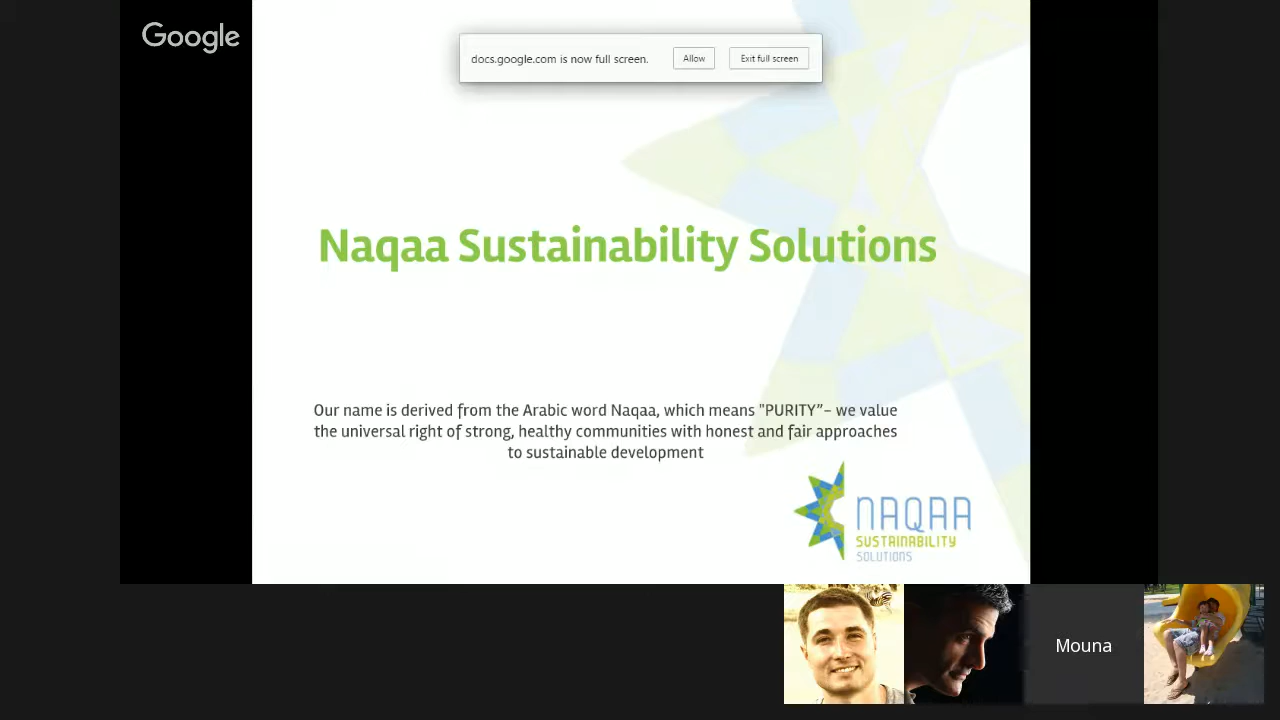 Google
docs.google.com is now full screen.
Allow
Exit full screen
Naqaa Sustainability Solutions
Our name is derived from the Arabic word Naqaa, which means "PURITY”- we value
the universal right of strong, healthy communities with honest and fair approaches
to sustainable development
NAQAA
SUSTAINABILITY
SOLUTIONS
Mouna